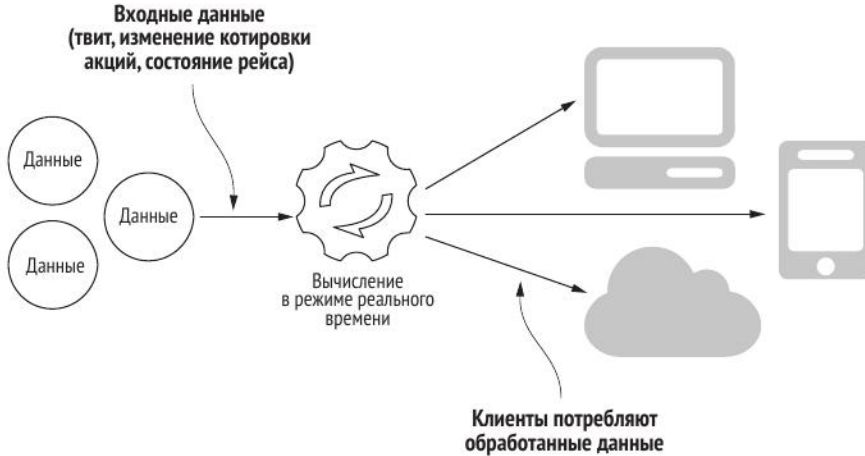 Входные данные
(твит, изменение котировки
акций, состояние рейса)
Данные
Данные
Данные
Вычисление
в режиме реального
времени
Клиенты потребляют
обработанные данные